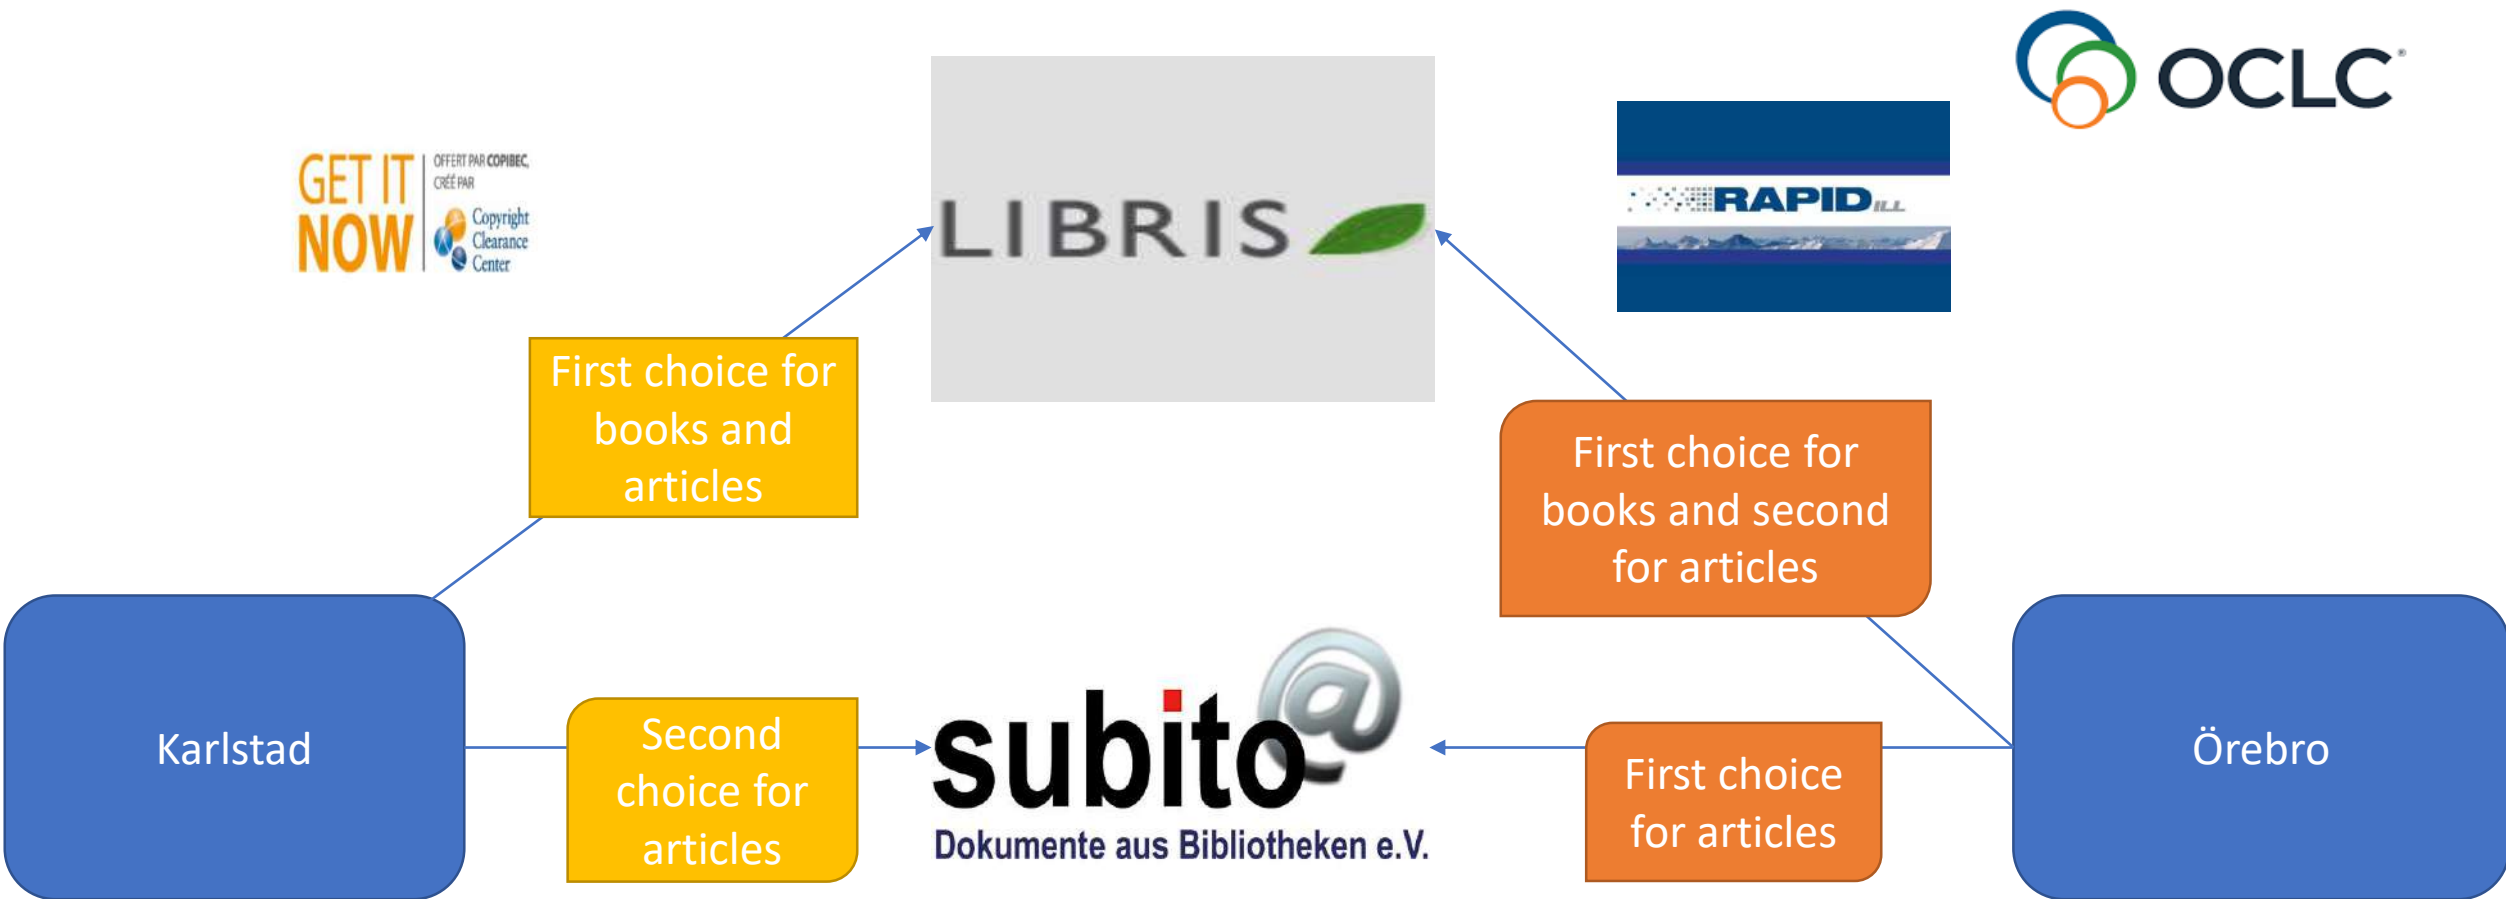 OCLC
GET IT
NOW
OFFERT PAR COPIBEC,
CRÉÉ PAR
Copyright
Clearance
Center
LIBRIS
RAPID ILL
First choice for
books and
articles
First choice for
books and second
for articles
Karlstad
Second
choice for
articles
subito
Dokumente aus Bibliotheken e.V.
First choice
for articles
Örebro